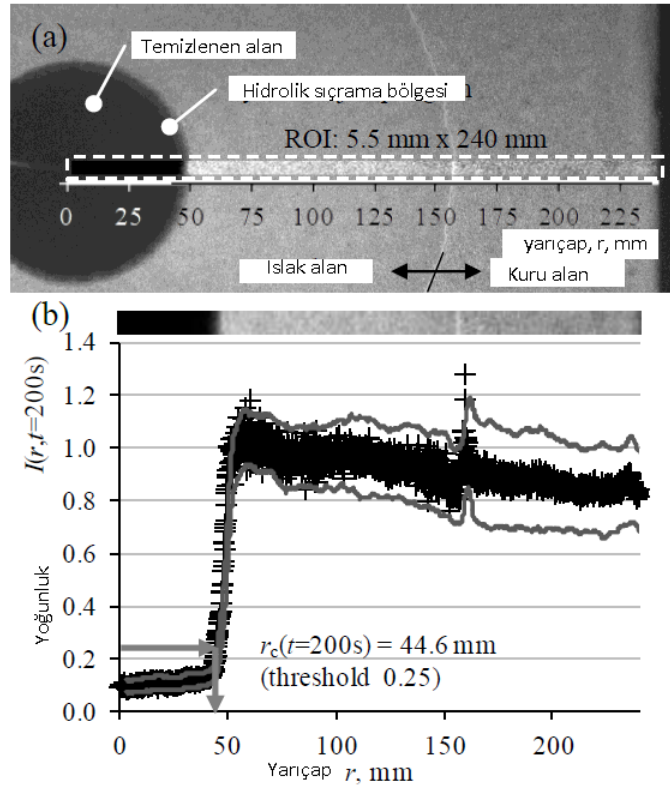 (a)
Temizlenen alan
Hidrolik sıçrama bölgesi
ROI: 5.5 mm x 240 mm
0 25 50 75 100 125 150 175 200 225
yarıçap, r, mm
Islak alan
Kuru alan
(b)
1.4
1.2
1.0
0.8
0.6
0.4
0.2
0.0
I(r,t=200s)
Yoğunluk
r_c(t=200s) = 44.6 mm
(threshold 0.25)
0 50 100 150 200
Yarıçap r, mm